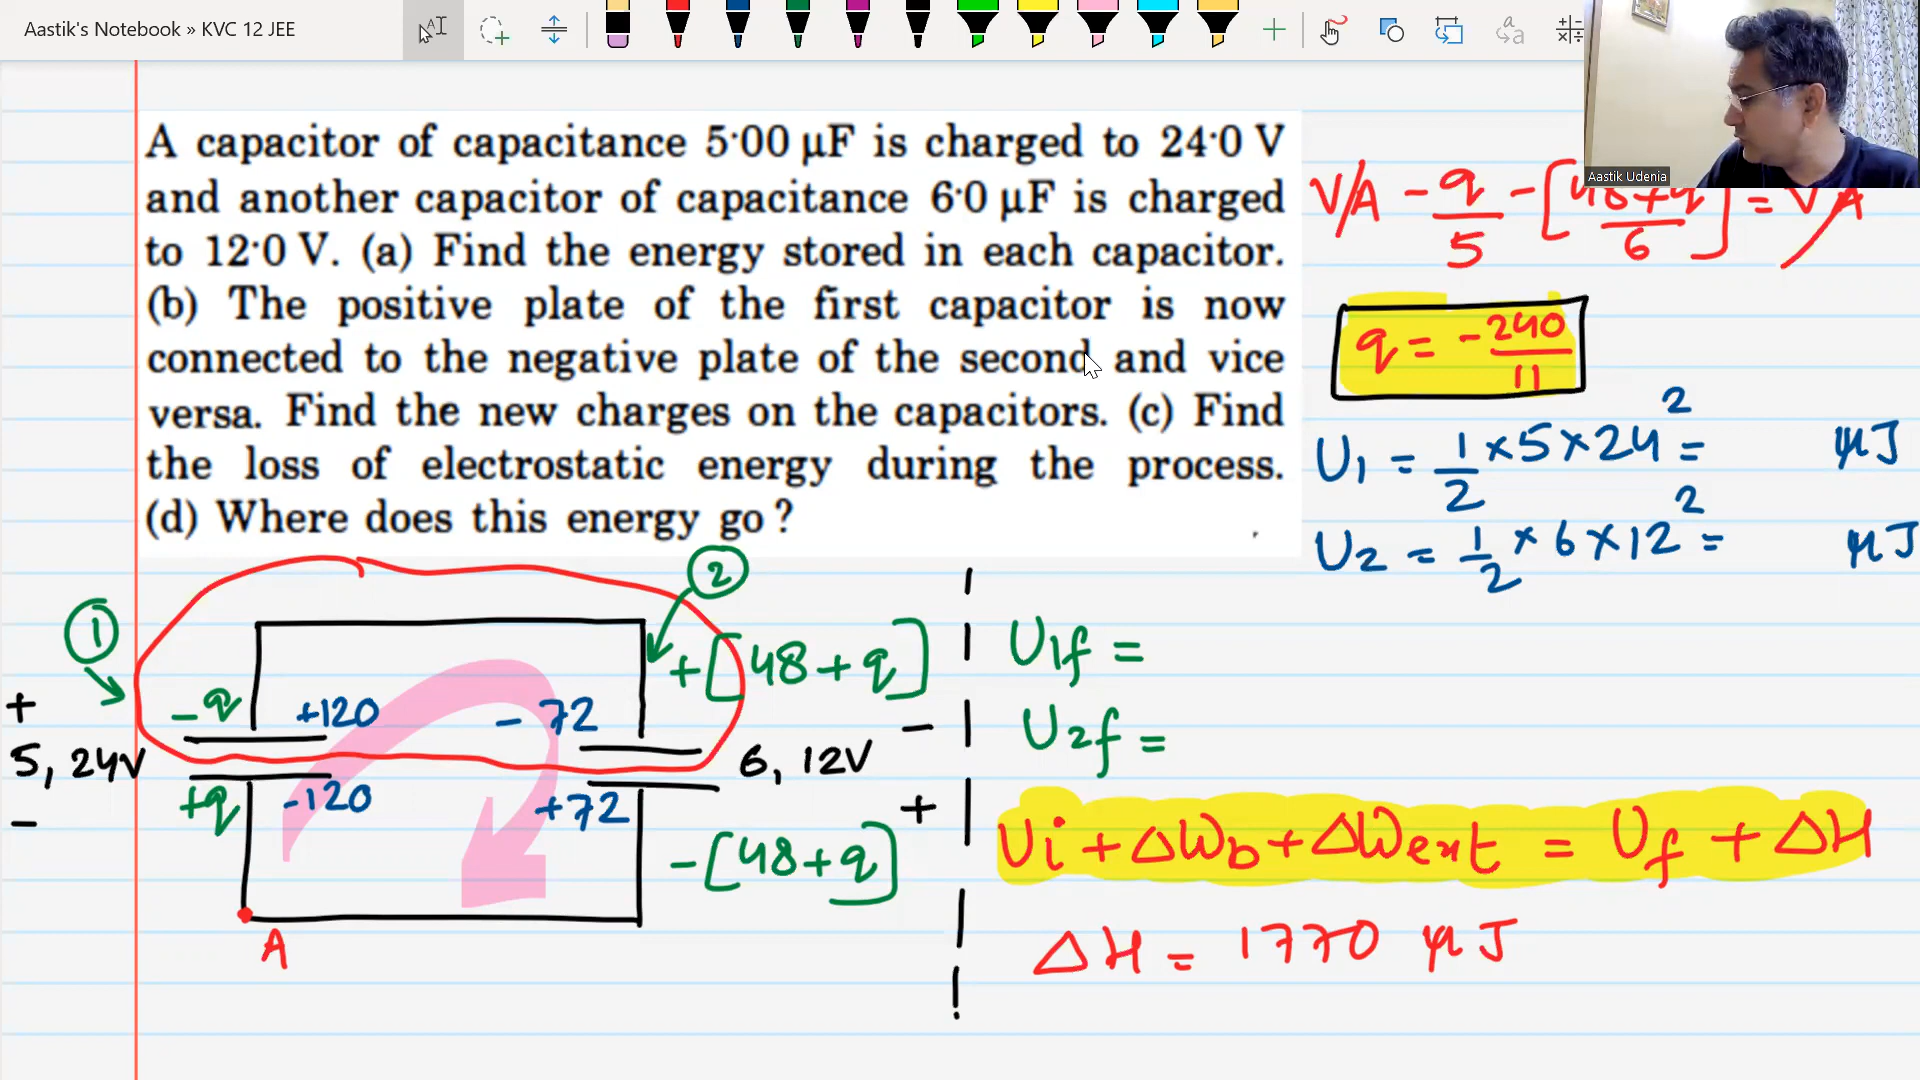 Aastik's Notebook » KVC 12 JEE
A capacitor of capacitance 5·00 μF is charged to 24·0 V
and another capacitor of capacitance 6·0 μF is charged
to 12·0 V. (a) Find the energy stored in each capacitor.
(b) The positive plate of the first capacitor is now
connected to the negative plate of the second and vice
versa. Find the new charges on the capacitors. (c) Find
the loss of electrostatic energy during the process.
(d) Where does this energy go ?
Aastik Udenia
VA - q/5 - [48+q/6] = VA
q = -240/11
U1 = 1/2 × 5 × 24² = μJ
U2 = 1/2 × 6 × 12² = μJ
1
2
+[48+q]
-q +120 -72
+ -
5, 24V 6, 12V
+q -120 +72
- +
-[48+q]
A
U1f =
U2f =
Ui + ΔWb + ΔWext = Uf + ΔH
ΔH = 1770 μJ